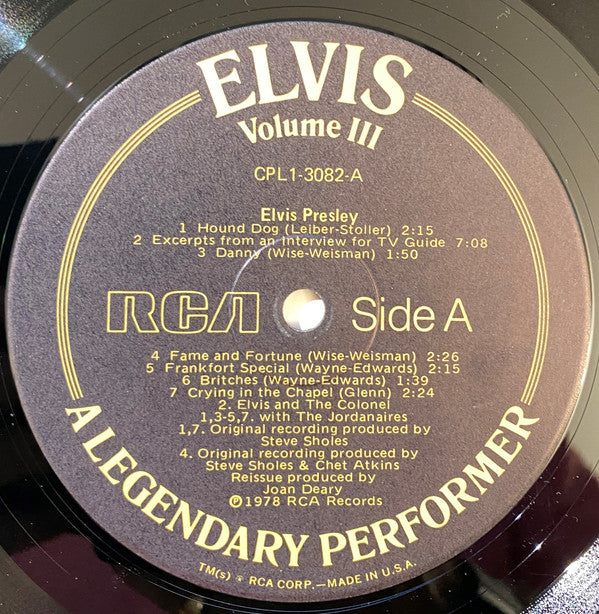 ELVIS
Volume III
CPL1-3082-A
Elvis Presley
1 Hound Dog (Leiber-Stoller) 2:15
2 Excerpts from an Interview for TV Guide 7:08
3 Danny (Wise-Weisman) 1:50
RCA Side A
4 Fame and Fortune (Wise-Weisman) 2:26
5 Frankfort Special (Wayne-Edwards) 2:15
6 Britches (Wayne-Edwards) 1:39
7 Crying in the Chapel (Glenn) 2:24
2. Elvis and The Colonel
1,3-5,7. with The Jordanaires
1,7. Original recording produced by
Steve Sholes
4. Original recording produced by
Steve Sholes & Chet Atkins
Reissue produced by
Joan Deary
℗1978 RCA Records
A LEGENDARY PERFORMER
TM(s) ® RCA CORP.—MADE IN U.S.A.